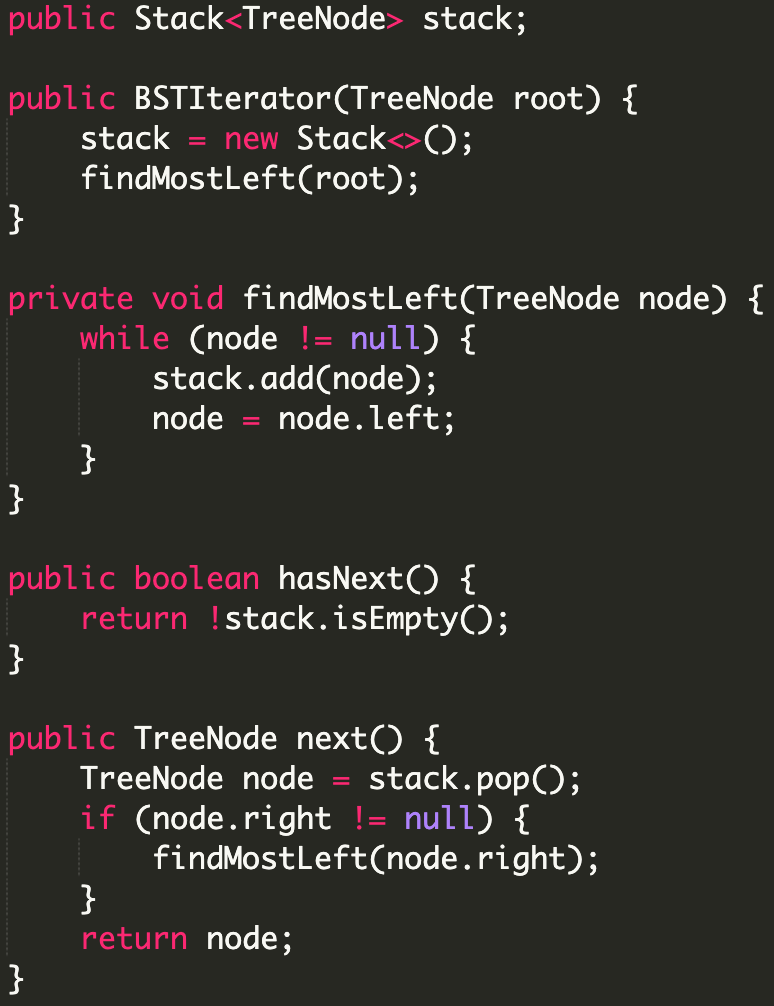 public Stack<TreeNode> stack;

public BSTIterator(TreeNode root) {
    stack = new Stack<>();
    findMostLeft(root);
}

private void findMostLeft(TreeNode node) {
    while (node != null) {
        stack.add(node);
        node = node.left;
    }
}

public boolean hasNext() {
    return !stack.isEmpty();
}

public TreeNode next() {
    TreeNode node = stack.pop();
    if (node.right != null) {
        findMostLeft(node.right);
    }
    return node;
}